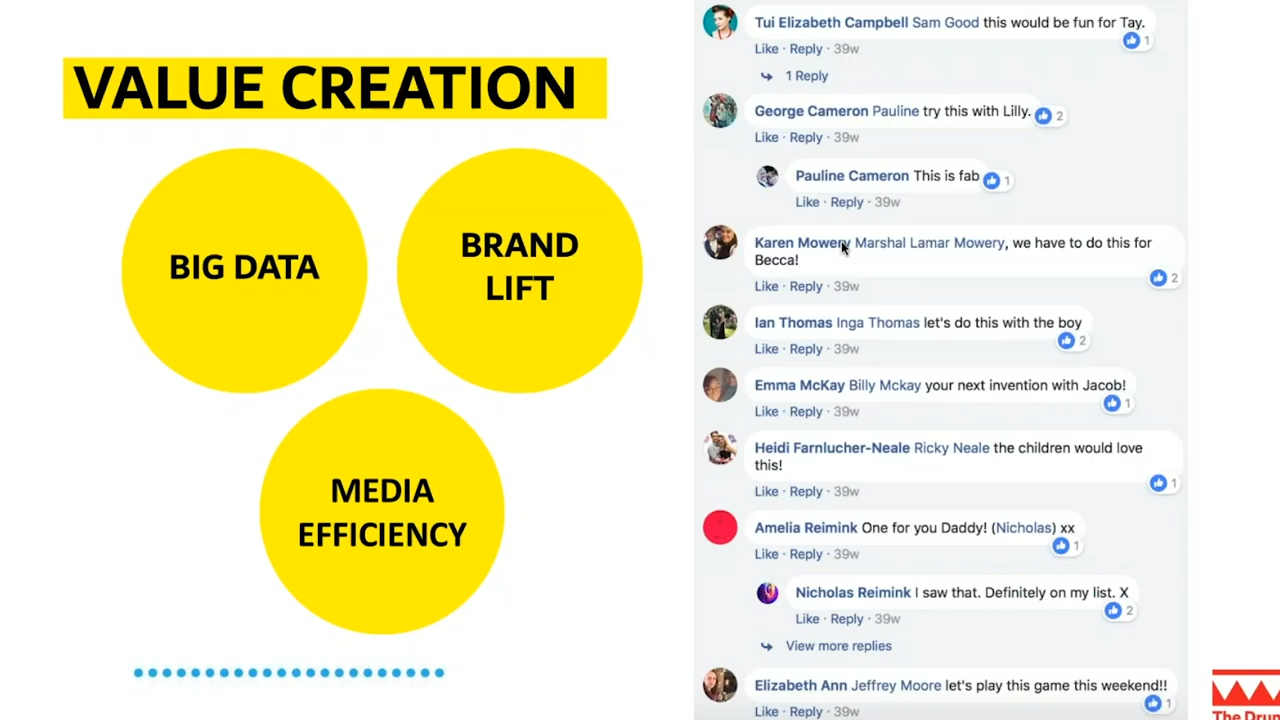 VALUE CREATION
BIG DATA
BRAND
LIFT
MEDIA
EFFICIENCY
Tui Elizabeth Campbell Sam Good this would be fun for Tay.
1
Like · Reply · 39w
1 Reply
George Cameron Pauline try this with Lilly.
2
Like · Reply · 39w
Pauline Cameron This is fab
1
Like · Reply · 39w
Karen Mowery Marshal Lamar Mowery, we have to do this for
Becca!
2
Like · Reply · 39w
Ian Thomas Inga Thomas let's do this with the boy
2
Like · Reply · 39w
Emma McKay Billy Mckay your next invention with Jacob!
1
Like · Reply · 39w
Heidi Farnlucher-Neale Ricky Neale the children would love
this!
1
Like · Reply · 39w
Amelia Reimink One for you Daddy! (Nicholas) xx
1
Like · Reply · 39w
Nicholas Reimink I saw that. Definitely on my list. X
2
Like · Reply · 39w
View more replies
Elizabeth Ann Jeffrey Moore let's play this game this weekend!!
1
Like · Reply · 39w
The Drum